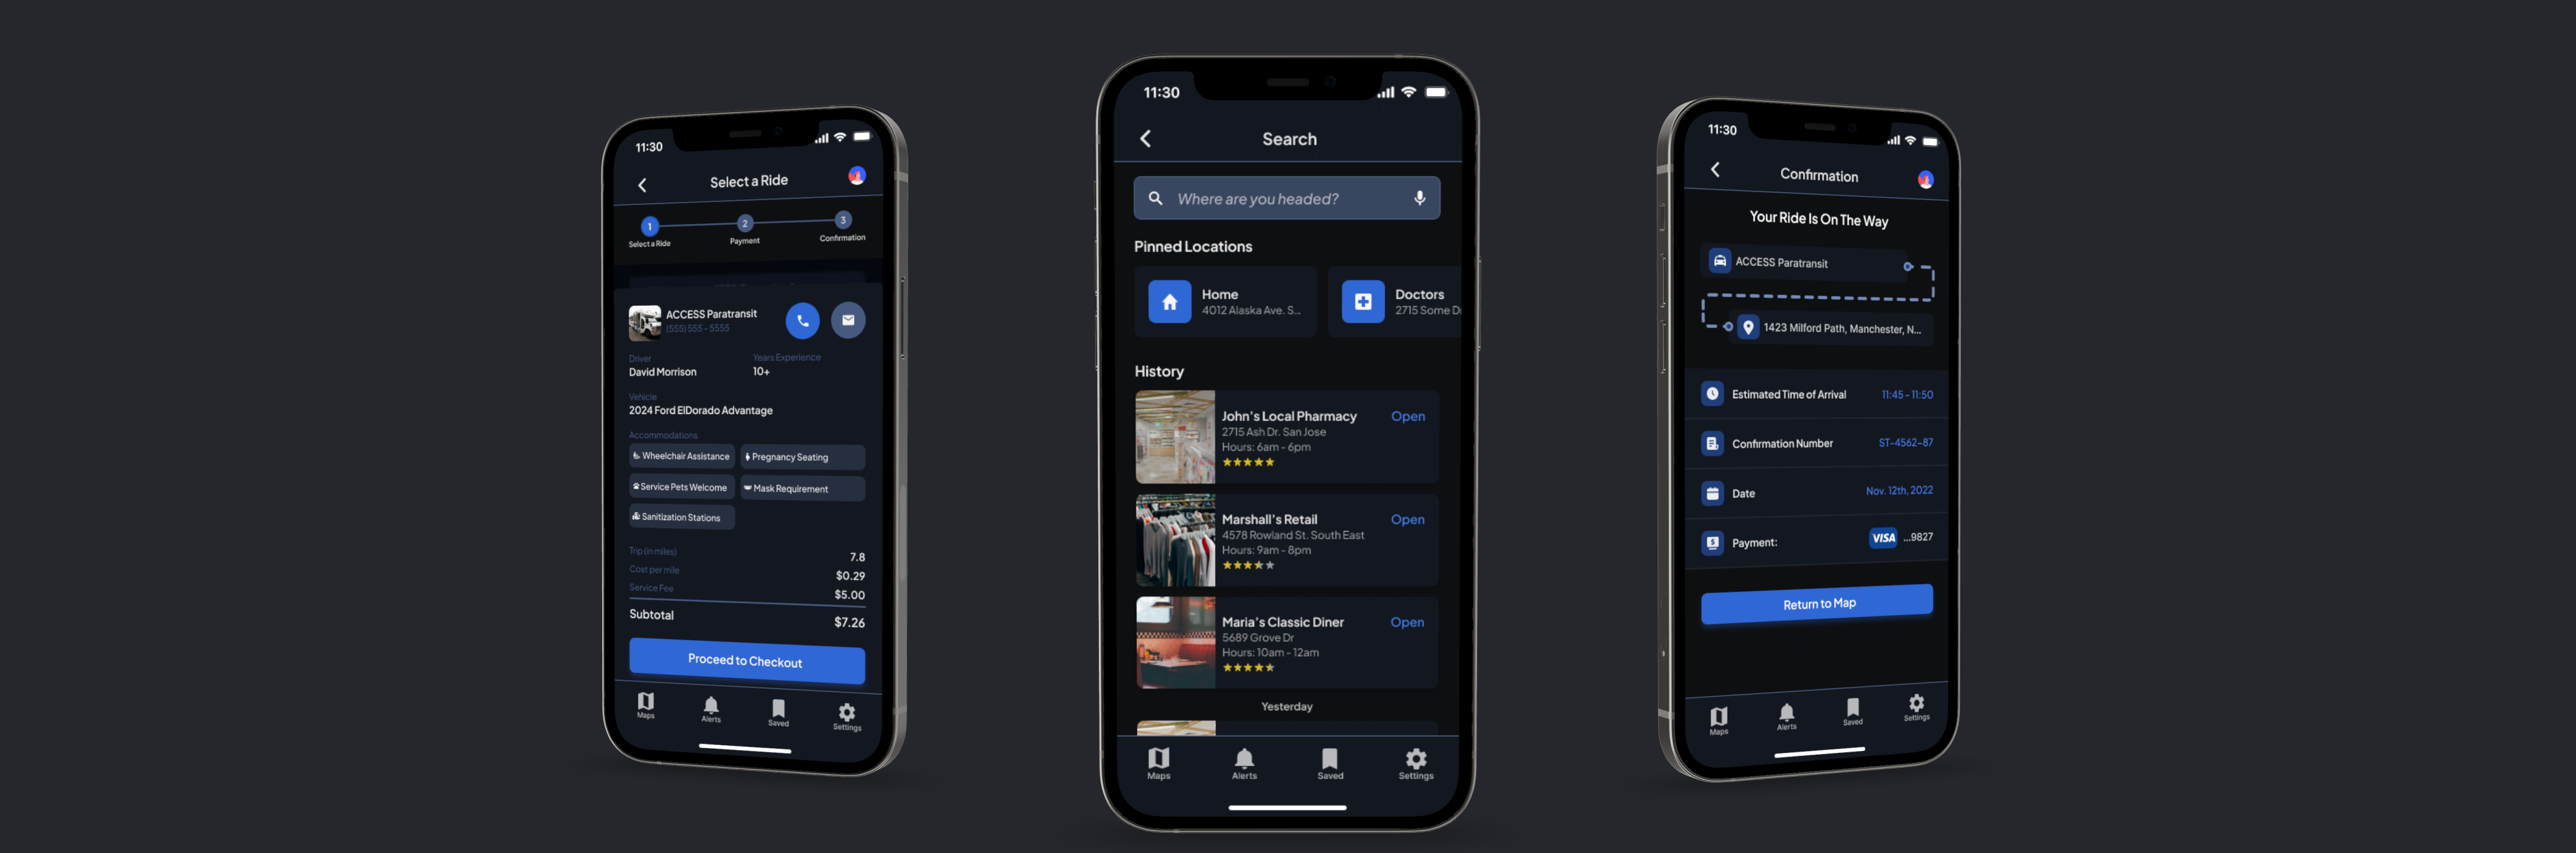 11:30
Select a Ride
1
2
3
Select a Ride
Payment
Confirmation
ACCESS Paratransit
(555) 555 - 5555
Driver
Years Experience
David Morrison
10+
Vehicle
2024 Ford ElDorado Advantage
Accommodations
Wheelchair Assistance
Pregnancy Seating
Service Pets Welcome
Mask Requirement
Sanitization Stations
Trip (in miles)
7.8
Cost per mile
$0.29
Service Fee
$5.00
Subtotal
$7.26
Proceed to Checkout
Maps
Alerts
Saved
Settings
11:30
Search
Where are you headed?
Pinned Locations
Home
4012 Alaska Ave. S...
Doctors
2715 Some D
History
John's Local Pharmacy
Open
2715 Ash Dr. San Jose
Hours: 6am - 6pm
Marshall's Retail
Open
4578 Rowland St. South East
Hours: 9am - 8pm
Maria's Classic Diner
Open
5689 Grove Dr
Hours: 10am - 12am
Yesterday
Maps
Alerts
Saved
Settings
11:30
Confirmation
Your Ride Is On The Way
ACCESS Paratransit
1423 Milford Path, Manchester, N...
Estimated Time of Arrival
11:45 - 11:50
Confirmation Number
ST-4562-87
Date
Nov. 12th, 2022
Payment:
VISA ...9827
Return to Map
Maps
Alerts
Saved
Settings